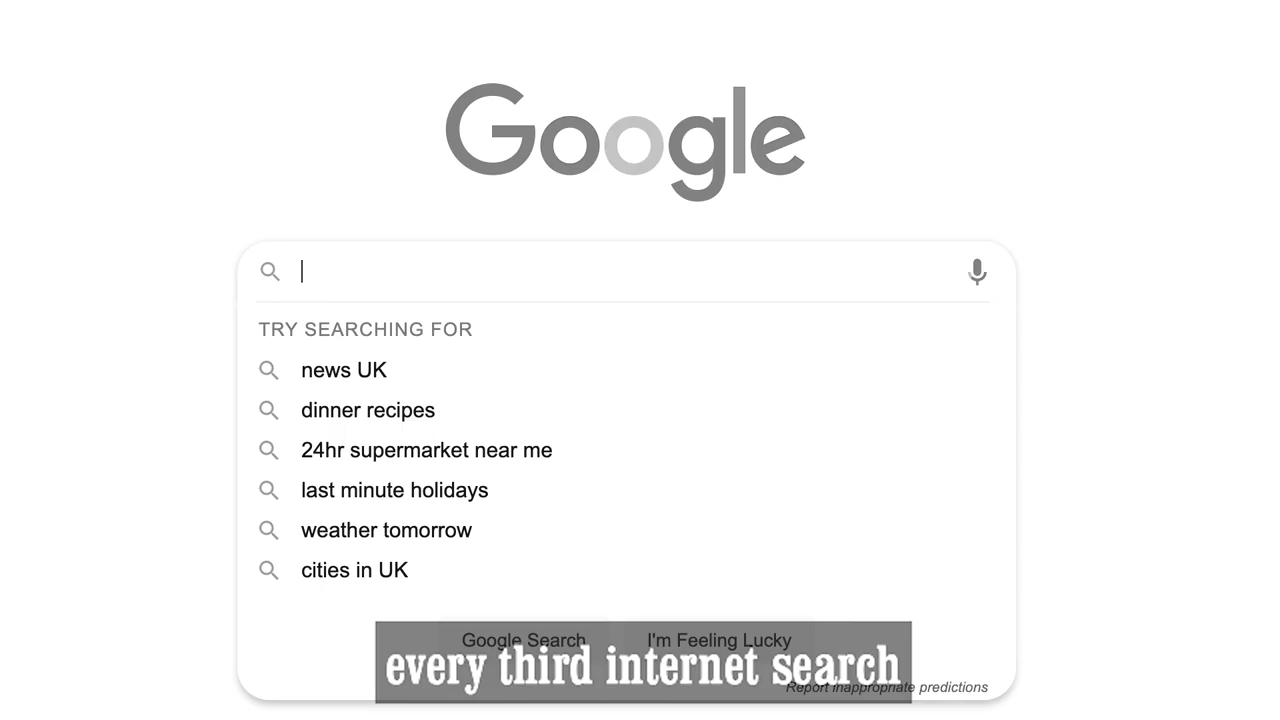 Google
TRY SEARCHING FOR
news UK
dinner recipes
24hr supermarket near me
last minute holidays
weather tomorrow
cities in UK
Google Search I'm Feeling Lucky
every third internet search
Report inappropriate predictions